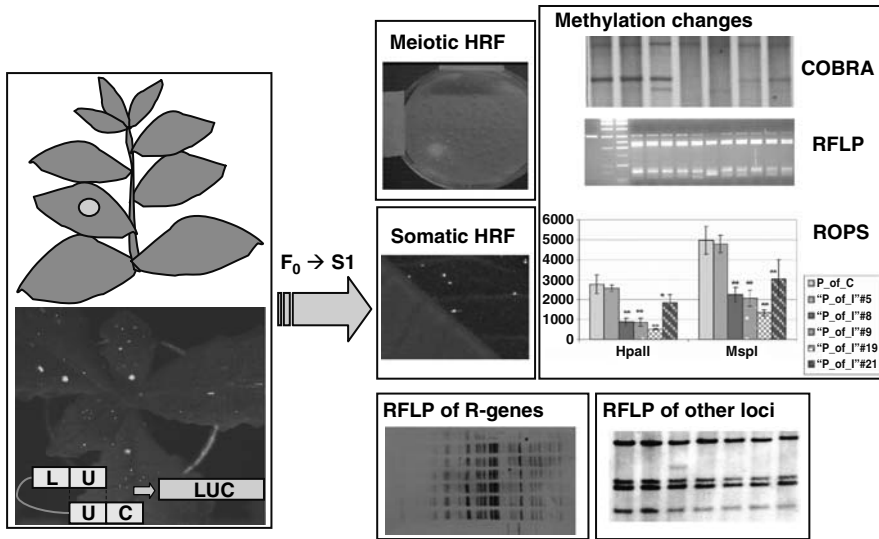 L U
U C
LUC
F₀ → S1
Meiotic HRF
Somatic HRF
Methylation changes
COBRA
RFLP
ROPS
6000
5000
4000
3000
2000
1000
0
** ** ** *
** ** ** **
HpaII MspI
P_of_C
"P_of_I"#5
"P_of_I"#8
"P_of_I"#9
"P_of_I"#19
"P_of_I"#21
RFLP of R-genes
RFLP of other loci